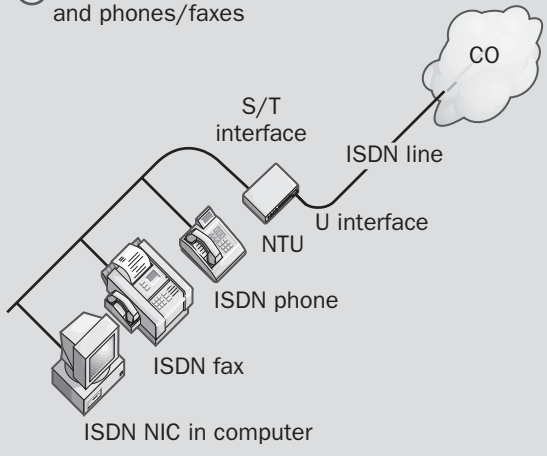 and phones/faxes
CO
S/T
interface
ISDN line
U interface
NTU
ISDN phone
ISDN fax
ISDN NIC in computer